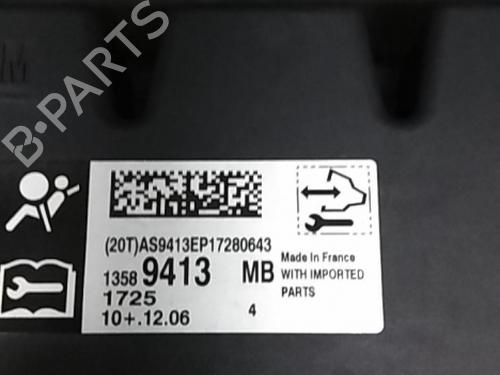 B-PARTS
(20T)AS9413EP17280643
1358 9413 MB
1725
10+.12.06
4
Made In France
WITH IMPORTED
PARTS